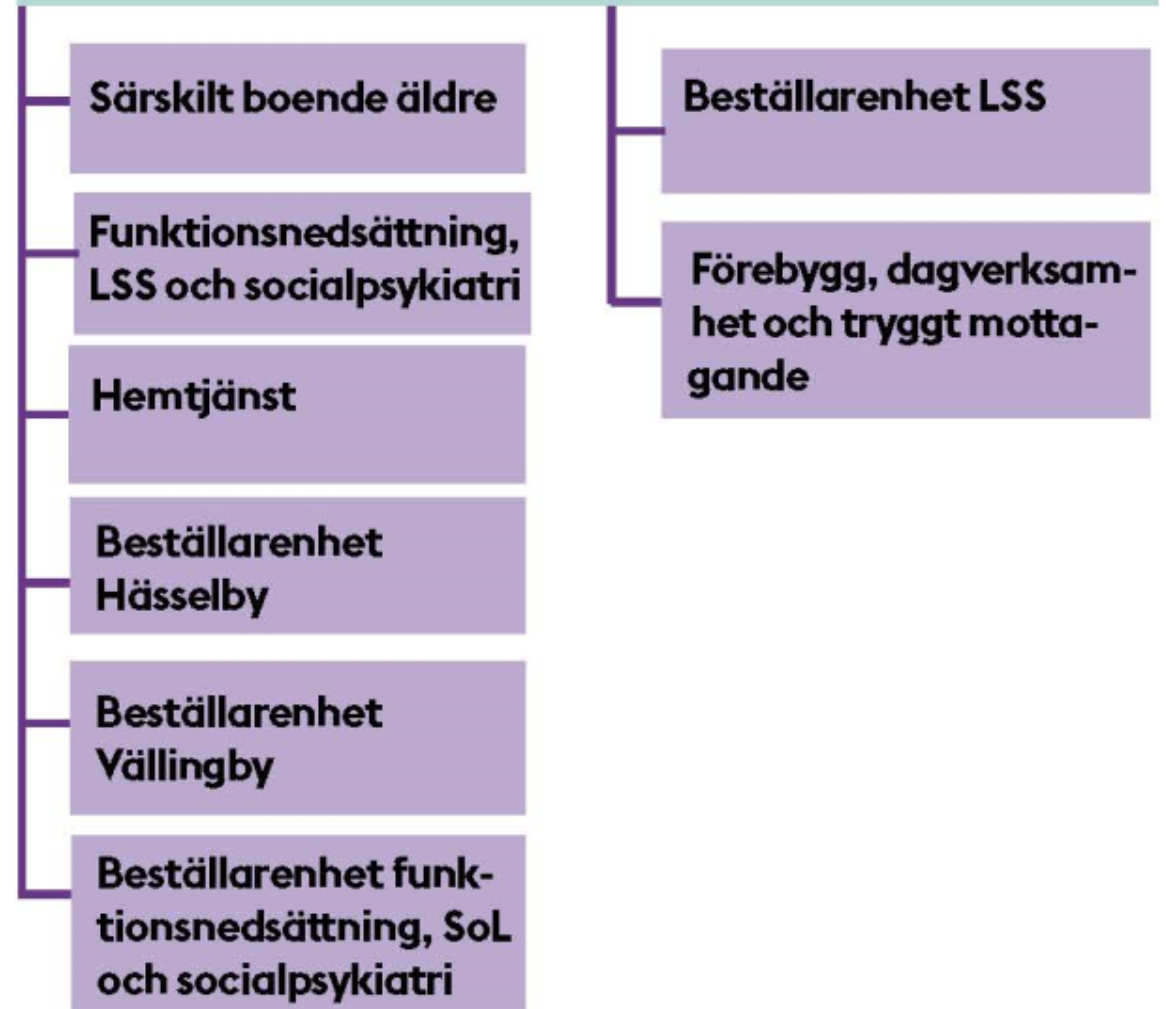 Särskilt boende äldre
Funktionsnedsättning,
LSS och socialpsykiatri
Hemtjänst
Beställarenhet
Hässelby
Beställarenhet
Vällingby
Beställarenhet funk-
tionsnedsättning, SoL
och socialpsykiatri
Beställarenhet LSS
Förebygg, dagverksam-
het och tryggt motta-
gande